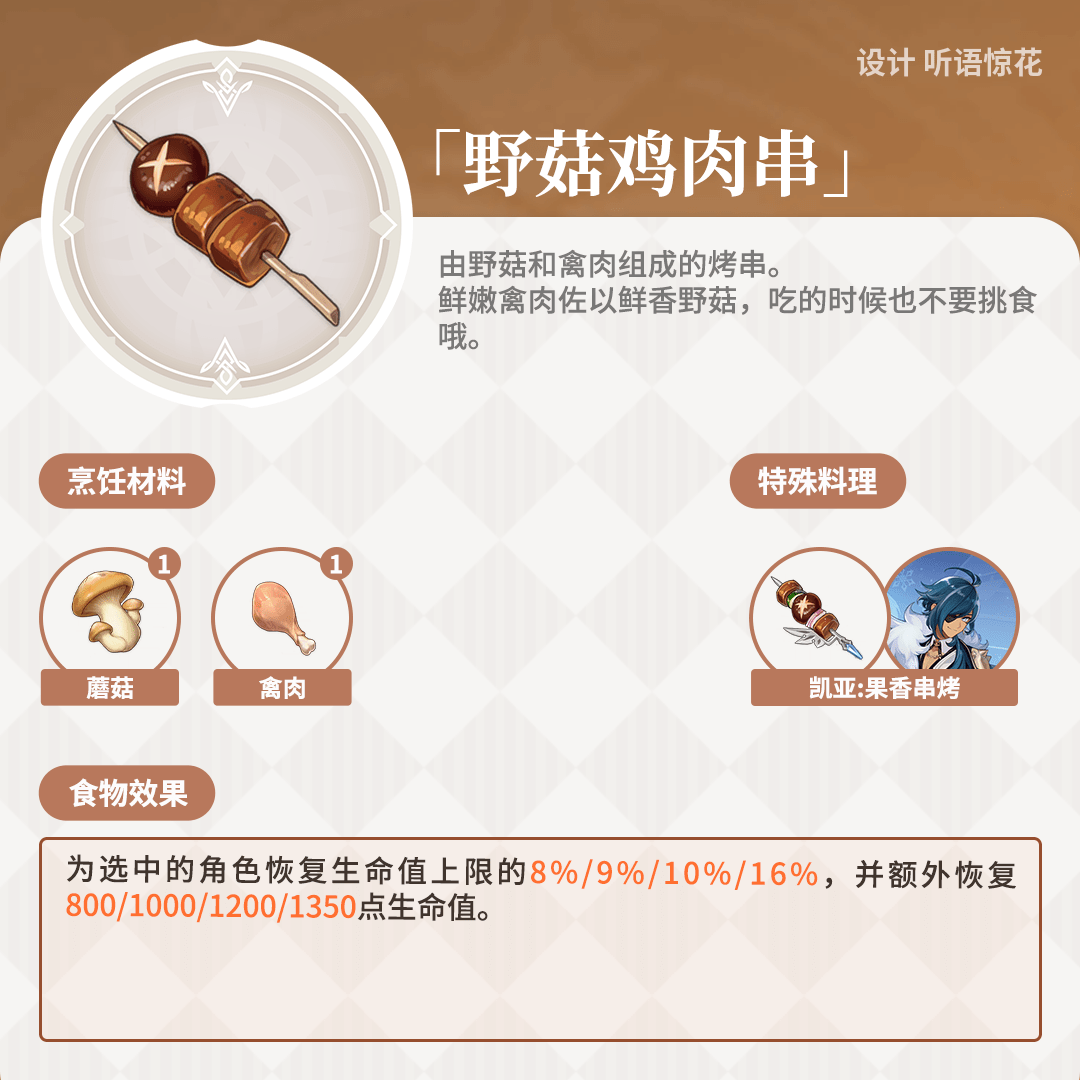 设计 听语惊花
「野菇鸡肉串」
由野菇和禽肉组成的烤串。
鲜嫩禽肉佐以鲜香野菇，吃的时候也不要挑食
哦。
烹饪材料
特殊料理
1
1
蘑菇
禽肉
凯亚:果香串烤
食物效果
为选中的角色恢复生命值上限的8%/9%/10%/16%，并额外恢复
800/1000/1200/1350点生命值。